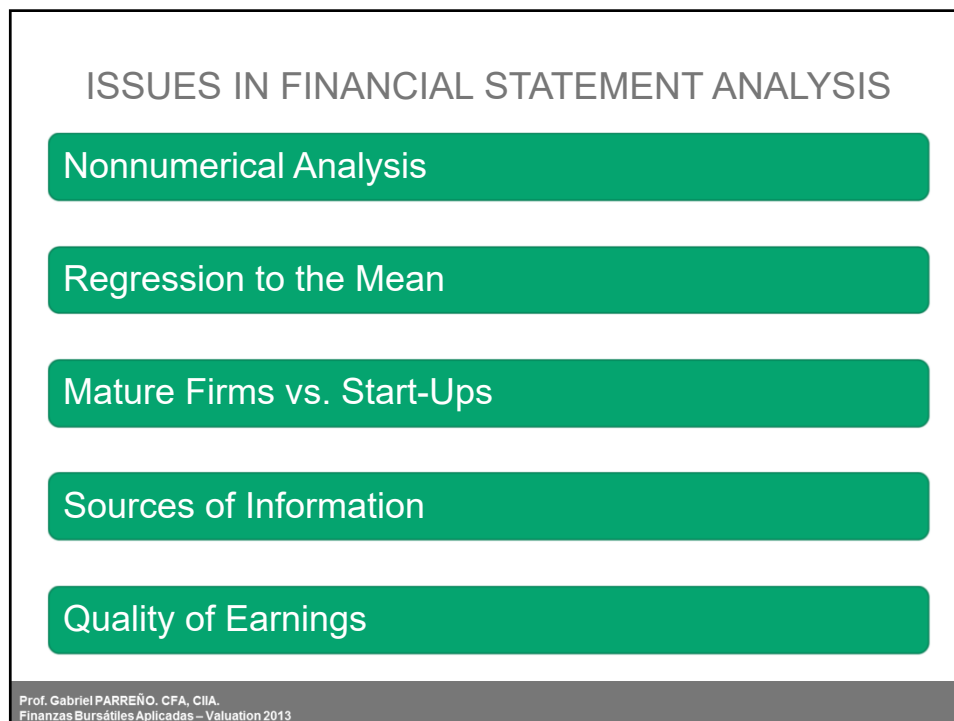 ISSUES IN FINANCIAL STATEMENT ANALYSIS
Nonnumerical Analysis
Regression to the Mean
Mature Firms vs. Start-Ups
Sources of Information
Quality of Earnings
Prof. Gabriel PARREÑO. CFA, CIIA.
Finanzas Bursátiles Aplicadas – Valuation 2013